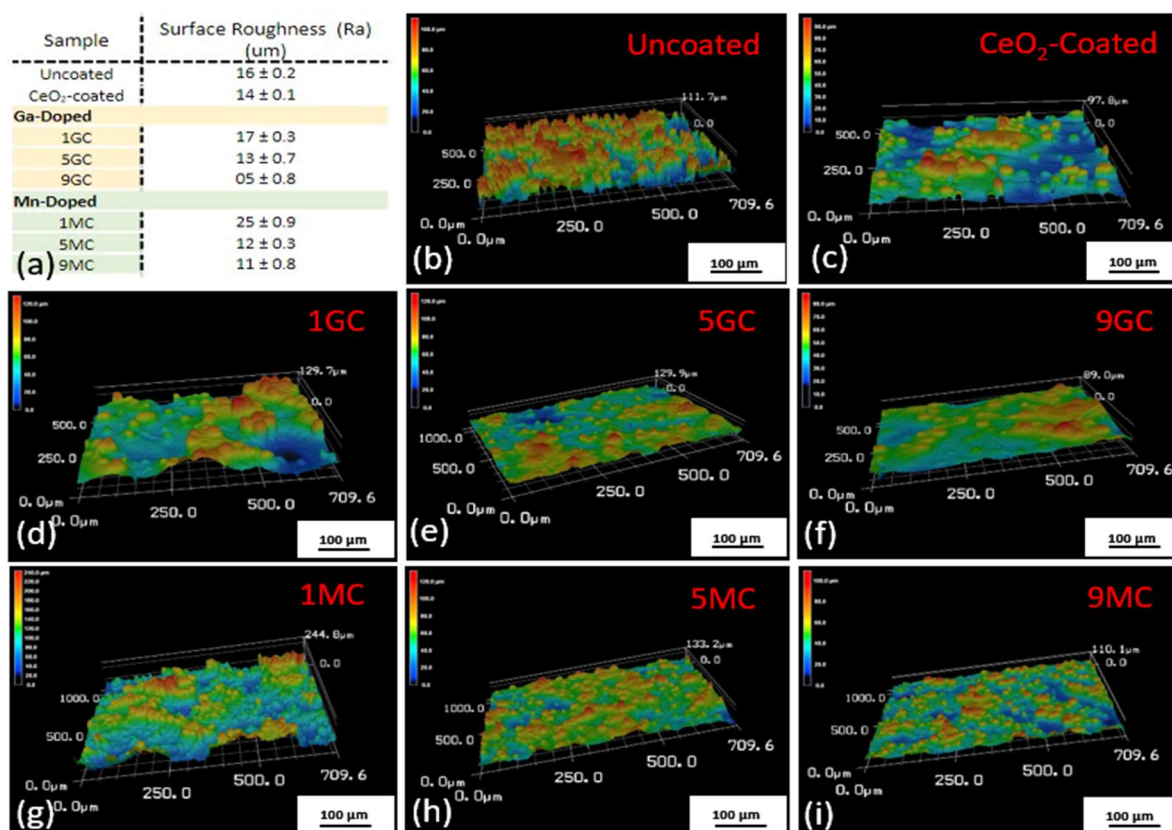 Sample Surface Roughness (Ra) (um)
Uncoated 16 ± 0.2
CeO₂-coated 14 ± 0.1
Ga-Doped
1GC 17 ± 0.3
5GC 13 ± 0.7
9GC 05 ± 0.8
Mn-Doped
1MC 25 ± 0.9
5MC 12 ± 0.3
9MC 11 ± 0.8
(a)
Uncoated
111.7μm
0.0
500.0
250.0
0.0μm
0.0μm
250.0
500.0
709.6
(b)
100 μm
CeO₂-Coated
97.8μm
0.0
500.0
250.0
0.0μm
0.0μm
250.0
500.0
709.6
(c)
100 μm
1GC
129.7μm
0.0
500.0
250.0
0.0μm
0.0μm
250.0
500.0
709.6
(d)
100 μm
5GC
129.9μm
0.0
1000.0
500.0
0.0μm
0.0μm
250.0
500.0
709.6
(e)
100 μm
9GC
89.0μm
0.0
500.0
250.0
0.0μm
0.0μm
250.0
500.0
709.6
(f)
100 μm
1MC
244.8μm
0.0
1000.0
500.0
0.0μm
0.0μm
250.0
500.0
709.6
(g)
100 μm
5MC
133.2μm
0.0
1000.0
500.0
0.0μm
0.0μm
250.0
500.0
709.6
(h)
100 μm
9MC
110.1μm
0.0
1000.0
500.0
0.0μm
0.0μm
250.0
500.0
709.6
(i)
100 μm